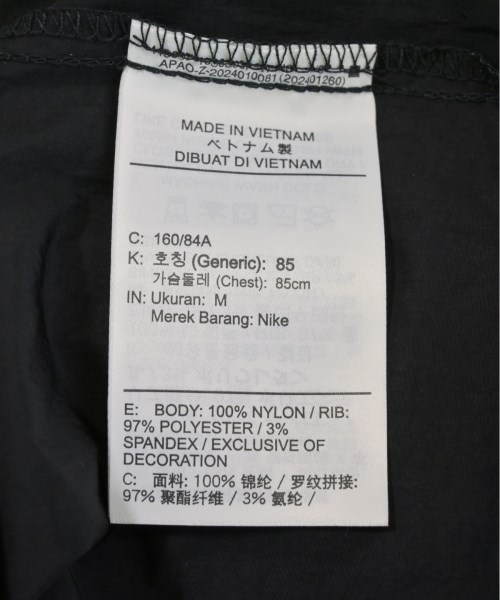 APAO-Z-2024010081 (202401260)
MADE IN VIETNAM
ベトナム製
DIBUAT DI VIETNAM
C: 160/84A
K: 호칭 (Generic): 85
가슴둘레 (Chest): 85cm
IN: Ukuran: M
Merek Barang: Nike
E: BODY: 100% NYLON / RIB:
97% POLYESTER / 3%
SPANDEX / EXCLUSIVE OF
DECORATION
C: 面料: 100% 锦纶 / 罗纹拼接:
97% 聚酯纤维 / 3% 氨纶 /